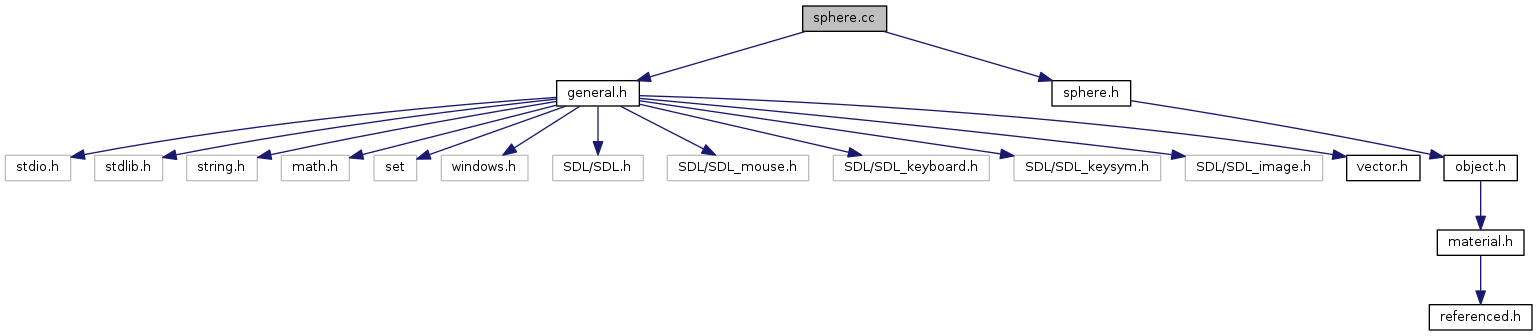 sphere.cc
general.h
sphere.h
stdio.h
stdlib.h
string.h
math.h
set
windows.h
SDL/SDL.h
SDL/SDL_mouse.h
SDL/SDL_keyboard.h
SDL/SDL_keysym.h
SDL/SDL_image.h
vector.h
object.h
material.h
referenced.h